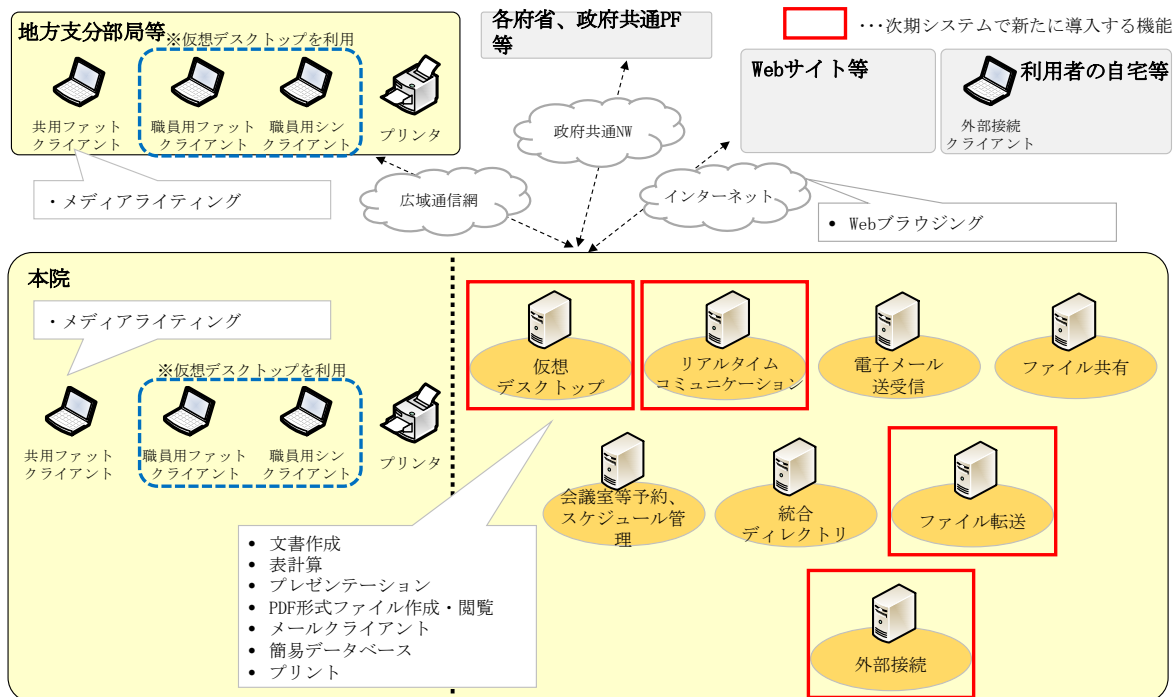 地方支分部局等
※仮想デスクトップを利用
共用ファット
クライアント
職員用ファット
クライアント
職員用シン
クライアント
プリンタ
・メディアライティング
各府省、政府共通PF
等
･･･次期システムで新たに導入する機能
Webサイト等
利用者の自宅等
外部接続
クライアント
政府共通NW
広域通信網
インターネット
• Webブラウジング
本院
・メディアライティング
※仮想デスクトップを利用
共用ファット
クライアント
職員用ファット
クライアント
職員用シン
クライアント
プリンタ
仮想
デスクトップ
リアルタイム
コミュニケーション
電子メール
送受信
ファイル共有
会議室等予約、
スケジュール管
理
統合
ディレクトリ
ファイル転送
外部接続
• 文書作成
• 表計算
• プレゼンテーション
• PDF形式ファイル作成・閲覧
• メールクライアント
• 簡易データベース
• プリント